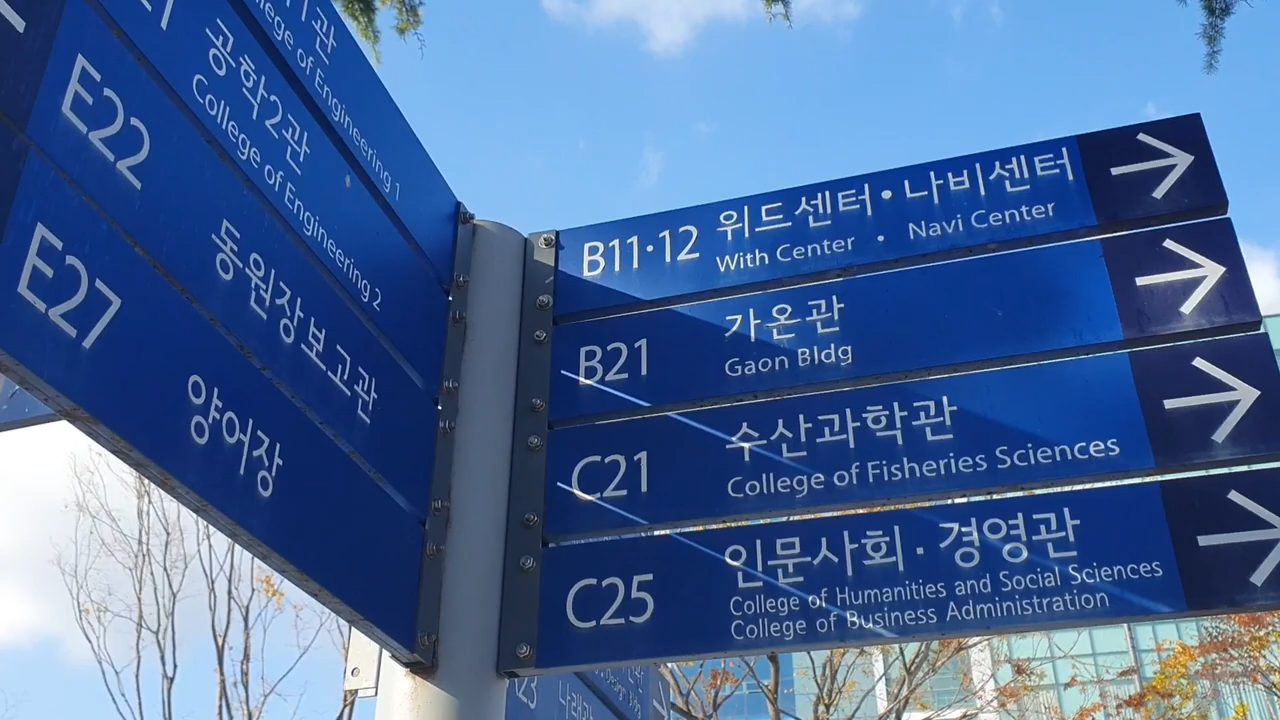 College of Engineering 1
공학2관
College of Engineering 2
E22
동원장보고관
E27
양어장
B11·12 위드센터·나비센터
With Center · Navi Center
B21 가온관
Gaon Bldg
C21 수산과학관
College of Fisheries Sciences
C25 인문사회·경영관
College of Humanities and Social Sciences
College of Business Administration